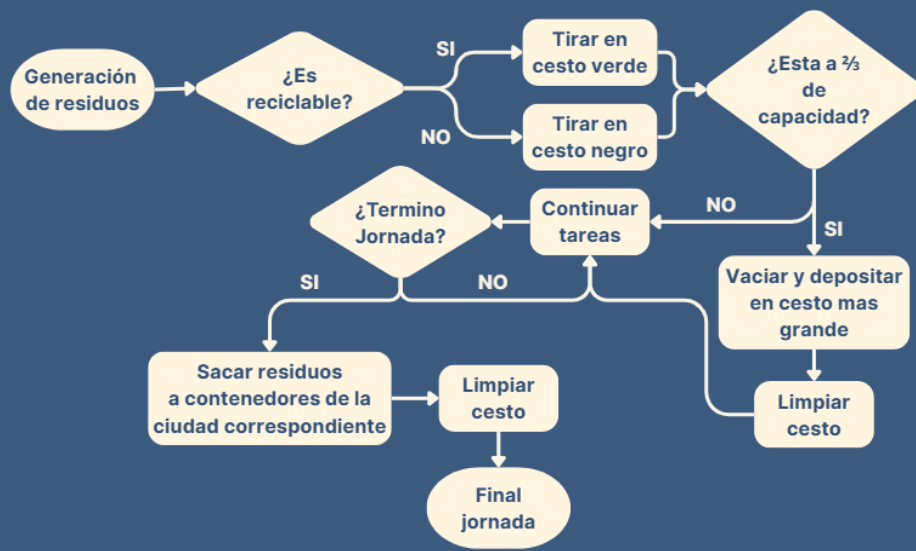 Generación
de residuos
¿Es
reciclable?
SI
NO
Tirar en
cesto verde
Tirar en
cesto negro
¿Esta a ⅔
de
capacidad?
NO
SI
Continuar
tareas
¿Termino
Jornada?
SI
NO
Vaciar y depositar
en cesto mas
grande
Limpiar
cesto
Sacar residuos
a contenedores de la
ciudad correspondiente
Limpiar
cesto
Final
jornada